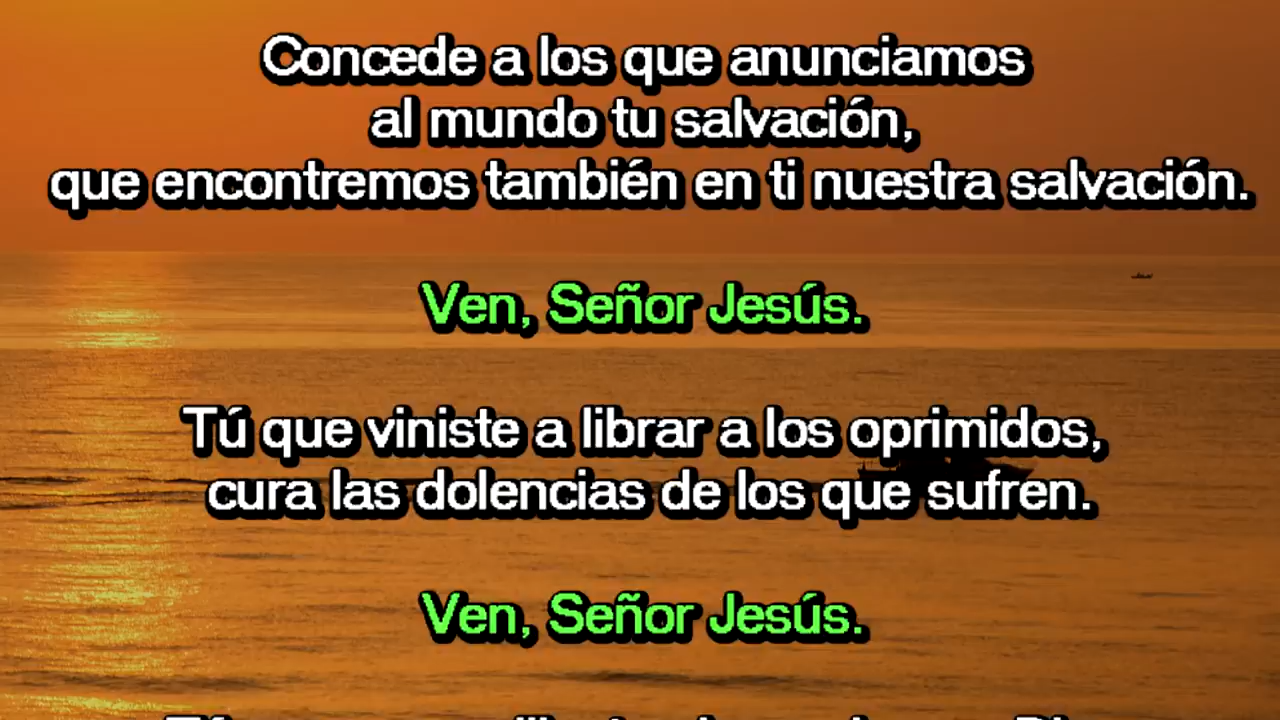 Concede a los que anunciamos
al mundo tu salvación,
que encontremos también en ti nuestra salvación.
Ven, Señor Jesús.
Tú que viniste a librar a los oprimidos,
cura las dolencias de los que sufren.
Ven, Señor Jesús.